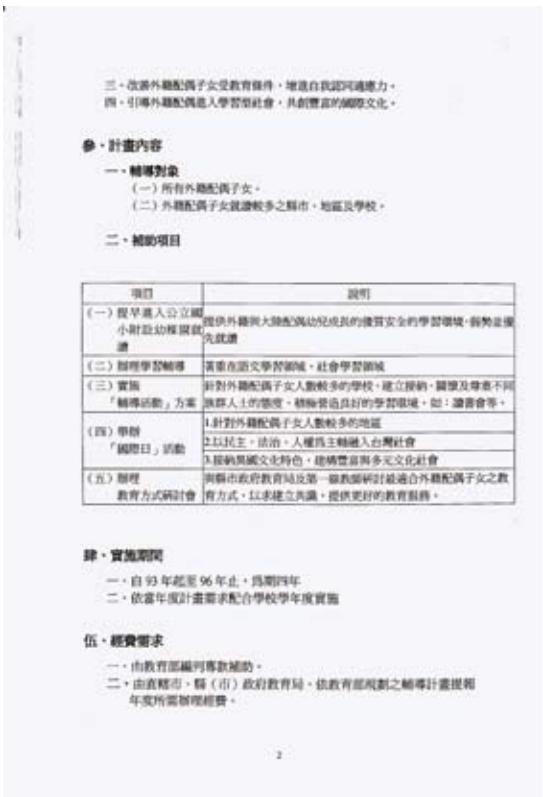 三、改善外籍配偶子女受教育條件，增進自我認同適應力。
四、引導外籍配偶進入學習型社會，共創豐富的國際文化。
參、計畫內容
一、輔導對象
（一）所有外籍配偶子女。
（二）外籍配偶子女就讀較多之縣市、地區及學校。
二、補助項目
項目 說明
（一）提早進入公立國
小附設幼稚園就
讀
提供外籍與大陸配偶幼兒成長的優質安全的學習環境，弱勢並優
先就讀
（二）辦理學習輔導 著重在語文學習領域、社會學習領域
（三）實施
「輔導活動」方案
針對外籍配偶子女人數較多的學校，建立接納、關懷及尊重不同
族群人士的態度，積極營造良好的學習環境，如：讀書會等。
（四）舉辦
「國際日」活動
1.針對外籍配偶子女人數較多的地區
2.以民主、法治、人權為主軸融入台灣社會
3.接納異國文化特色，建構豐富與多元文化社會
（五）辦理
教育方式研討會
與縣市政府教育局及第一線教師研討最適合外籍配偶子女之教
育方式，以求建立共識，提供更好的教育服務。
肆、實施期間
一、自 93 年起至 96 年止，為期四年
二、依當年度計畫需求配合學校學年度實施
伍、經費需求
一、由教育部編列專款補助。
二、由直轄市、縣（市）政府教育局，依教育部規劃之輔導計畫提報
年度所需辦理經費。
2